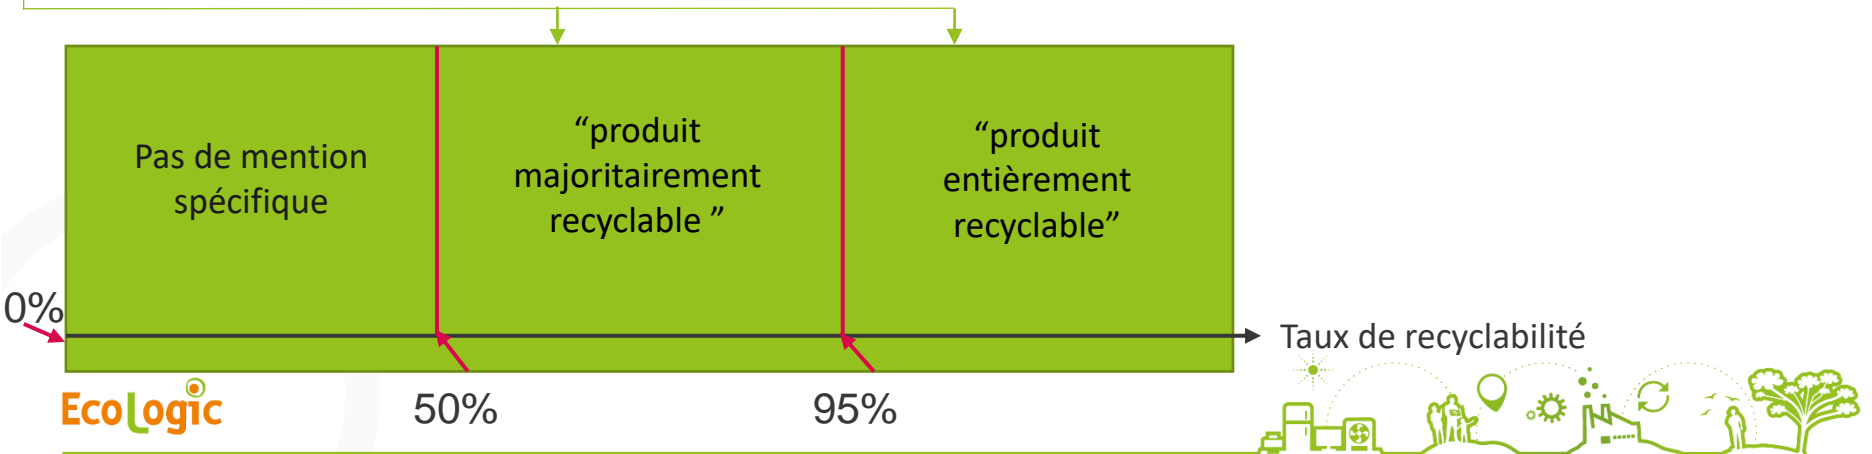 Pas de mention
spécifique
“produit
majoritairement
recyclable ”
“produit
entièrement
recyclable”
0%
Taux de recyclabilité
50%
95%
EcoLogic